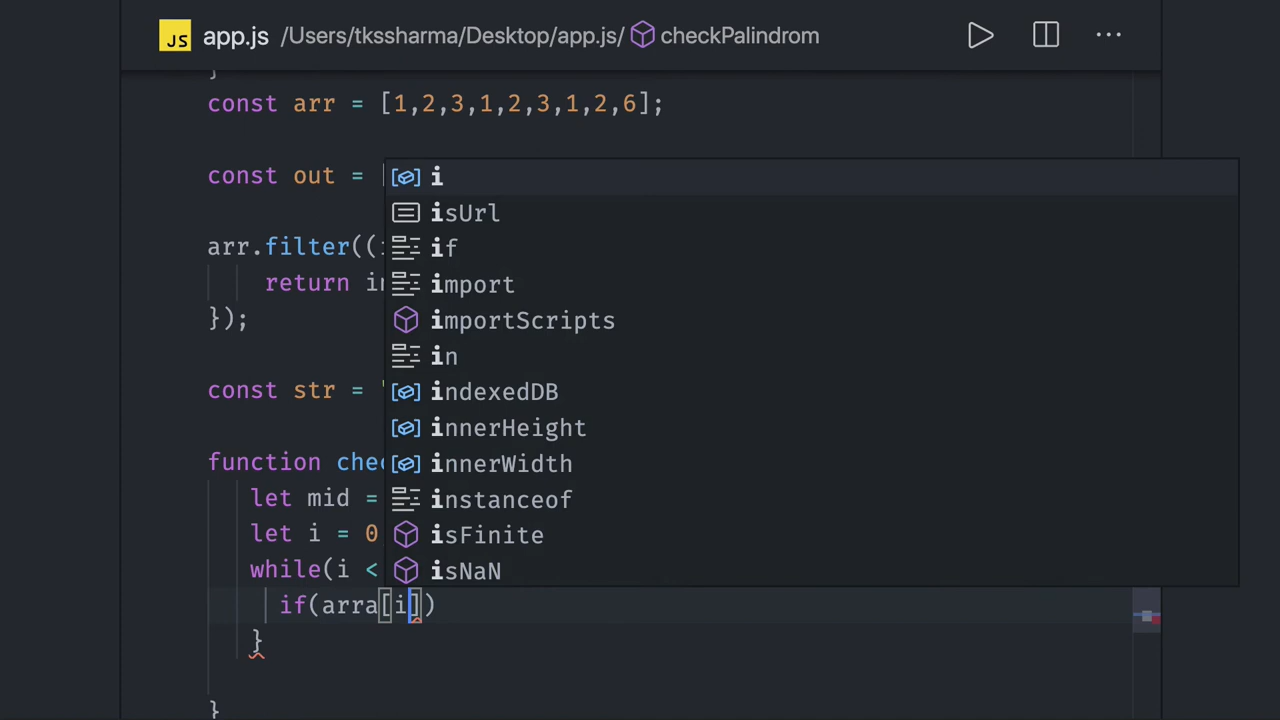 JS app.js /Users/tkssharma/Desktop/app.js/ checkPalindrom ...
}
const arr = [1,2,3,1,2,3,1,2,6];
const out = [
i
isUrl
arr.filter((i
if
return in
import
});
importScripts
in
const str = '
indexedDB
innerHeight
function chec
innerWidth
let mid =
instanceof
let i = 0
isFinite
while(i <
isNaN
if(arra[i])
}
}